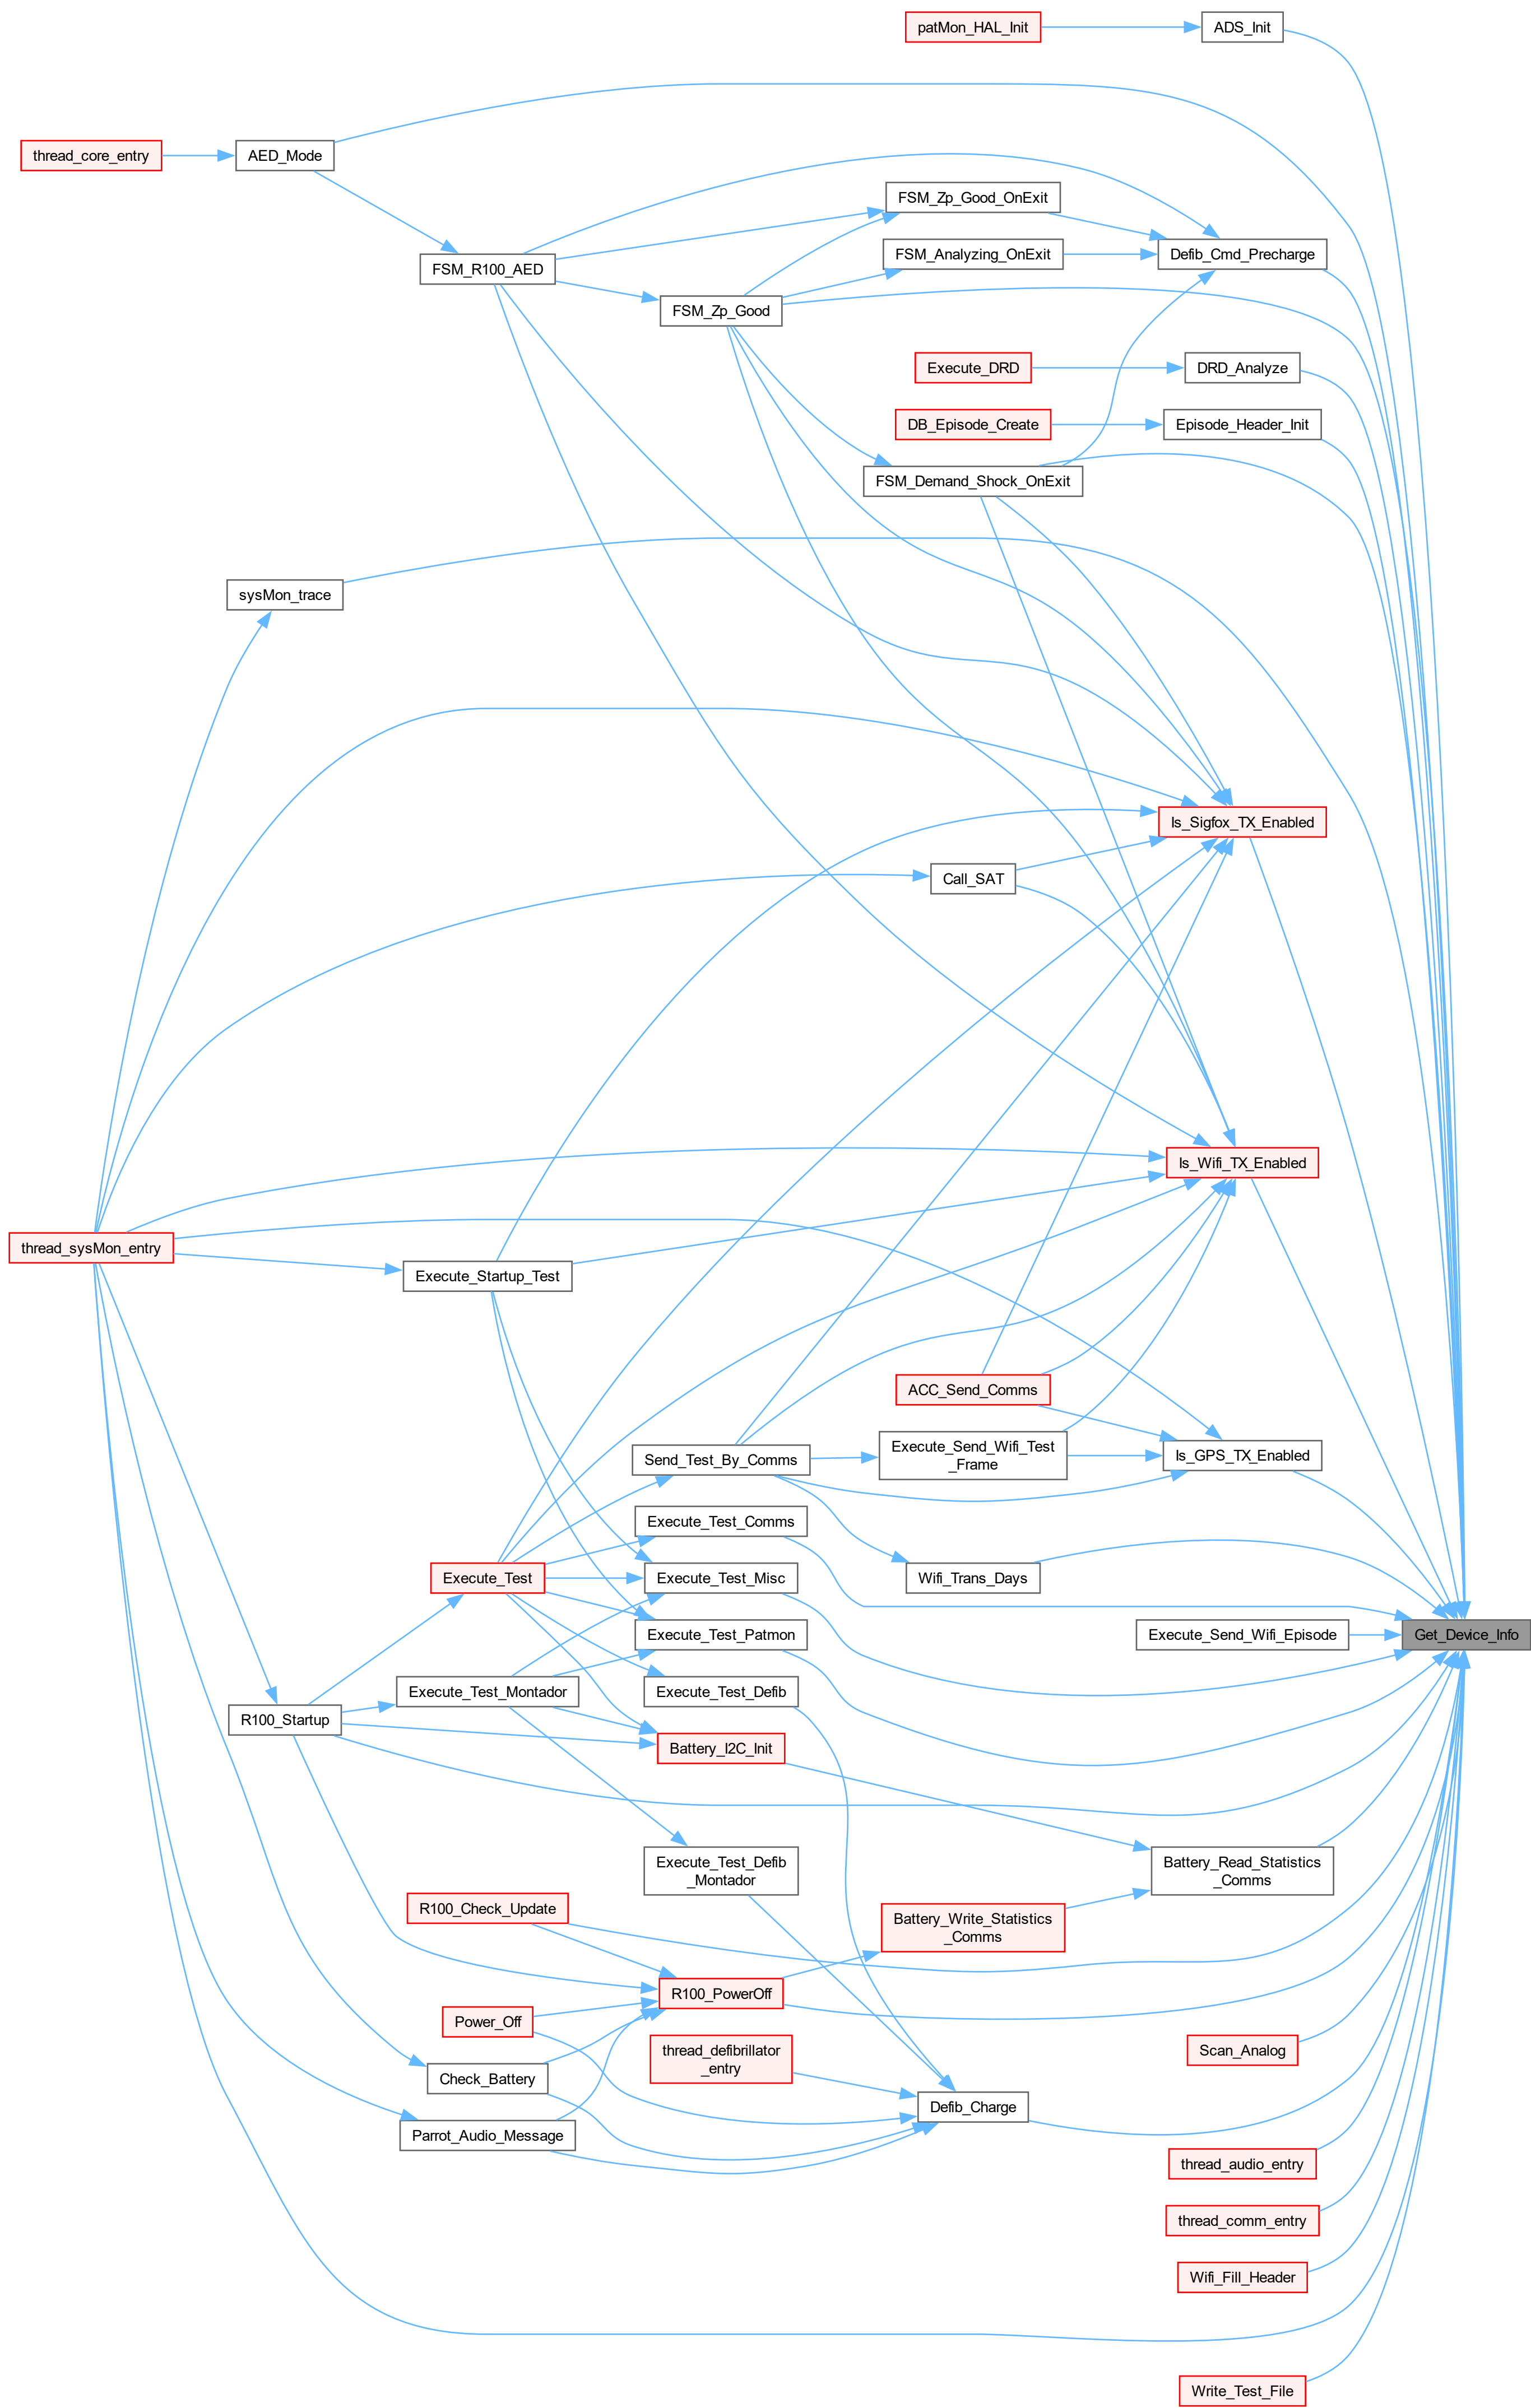 patMon_HAL_Init
ADS_Init
thread_core_entry
AED_Mode
FSM_Zp_Good_OnExit
FSM_R100_AED
FSM_Analyzing_OnExit
Defib_Cmd_Precharge
FSM_Zp_Good
Execute_DRD
DRD_Analyze
DB_Episode_Create
Episode_Header_Init
FSM_Demand_Shock_OnExit
sysMon_trace
Is_Sigfox_TX_Enabled
Call_SAT
Is_Wifi_TX_Enabled
thread_sysMon_entry
Execute_Startup_Test
ACC_Send_Comms
Send_Test_By_Comms
Execute_Send_Wifi_Test
_Frame
Is_GPS_TX_Enabled
Execute_Test_Comms
Execute_Test
Execute_Test_Misc
Wifi_Trans_Days
Execute_Test_Patmon
Execute_Send_Wifi_Episode
Get_Device_Info
Execute_Test_Montador
Execute_Test_Defib
R100_Startup
Battery_I2C_Init
Execute_Test_Defib
_Montador
Battery_Read_Statistics
_Comms
R100_Check_Update
Battery_Write_Statistics
_Comms
R100_PowerOff
Power_Off
thread_defibrillator
_entry
Scan_Analog
Check_Battery
Defib_Charge
Parrot_Audio_Message
thread_audio_entry
thread_comm_entry
Wifi_Fill_Header
Write_Test_File